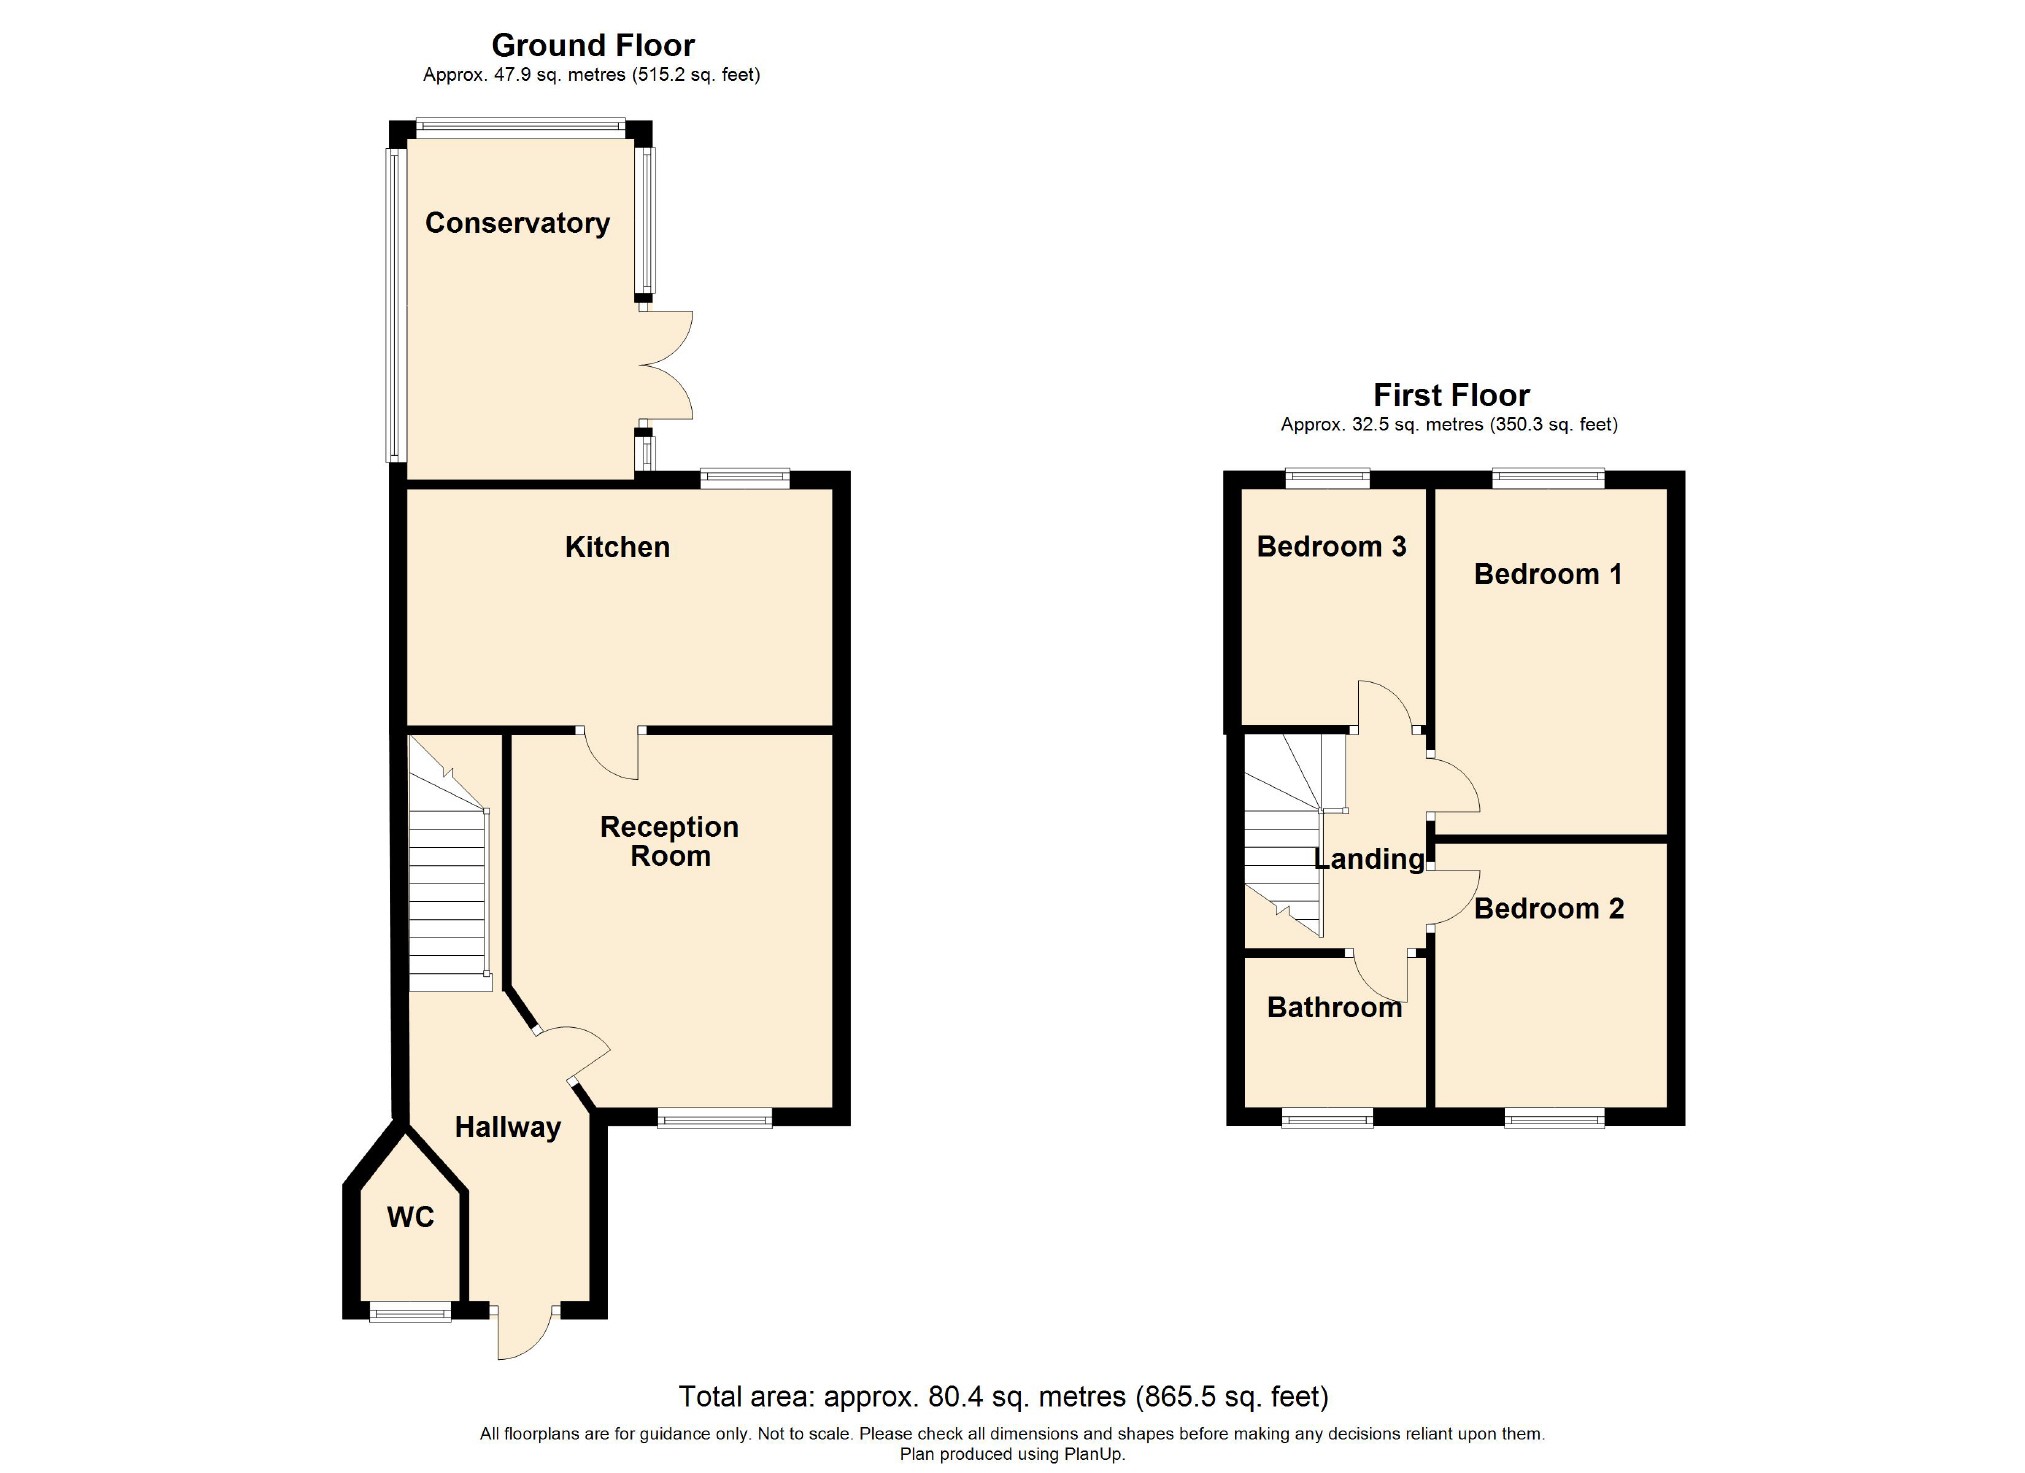 Ground Floor
Approx. 47.9 sq. metres (515.2 sq. feet)
Conservatory
Kitchen
Reception
Room
Hallway
WC
First Floor
Approx. 32.5 sq. metres (350.3 sq. feet)
Bedroom 3
Bedroom 1
Landing
Bedroom 2
Bathroom
Total area: approx. 80.4 sq. metres (865.5 sq. feet)
All floorplans are for guidance only. Not to scale. Please check all dimensions and shapes before making any decisions reliant upon them.
Plan produced using PlanUp.